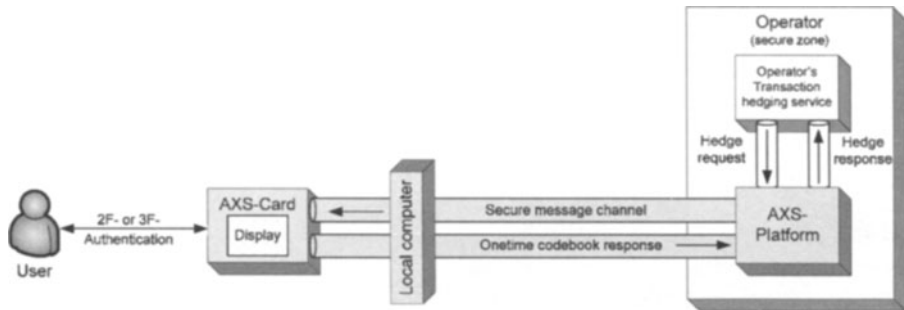 Operator
(secure zone)
Operator's
Transaction
hedging service
Hedge
request
Hedge
response
AXS-Card
Display
Local computer
Secure message channel
Onetime codebook response
AXS-
Platform
2F- or 3F-
Authentication
User